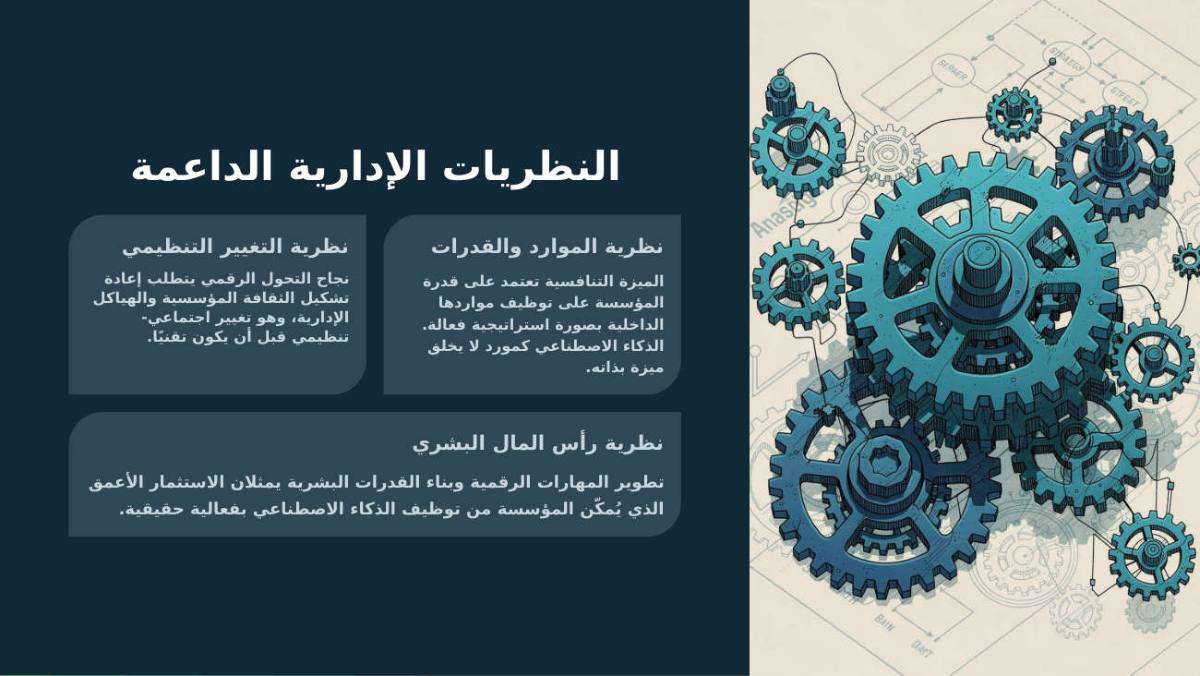 النظريات الإدارية الداعمة
نظرية الموارد والقدرات
الميزة التنافسية تعتمد على قدرة
المؤسسة على توظيف مواردها
الداخلية بصورة استراتيجية فعالة.
الذكاء الاصطناعي كمورد لا يخلق
ميزة بذاته.
نظرية التغيير التنظيمي
نجاح التحول الرقمي يتطلب إعادة
تشكيل الثقافة المؤسسية والهياكل
الإدارية، وهو تغيير اجتماعي-
تنظيمي قبل أن يكون تقنيًا.
نظرية رأس المال البشري
تطوير المهارات الرقمية وبناء القدرات البشرية يمثلان الاستثمار الأعمق
الذي يُمكّن المؤسسة من توظيف الذكاء الاصطناعي بفعالية حقيقية.